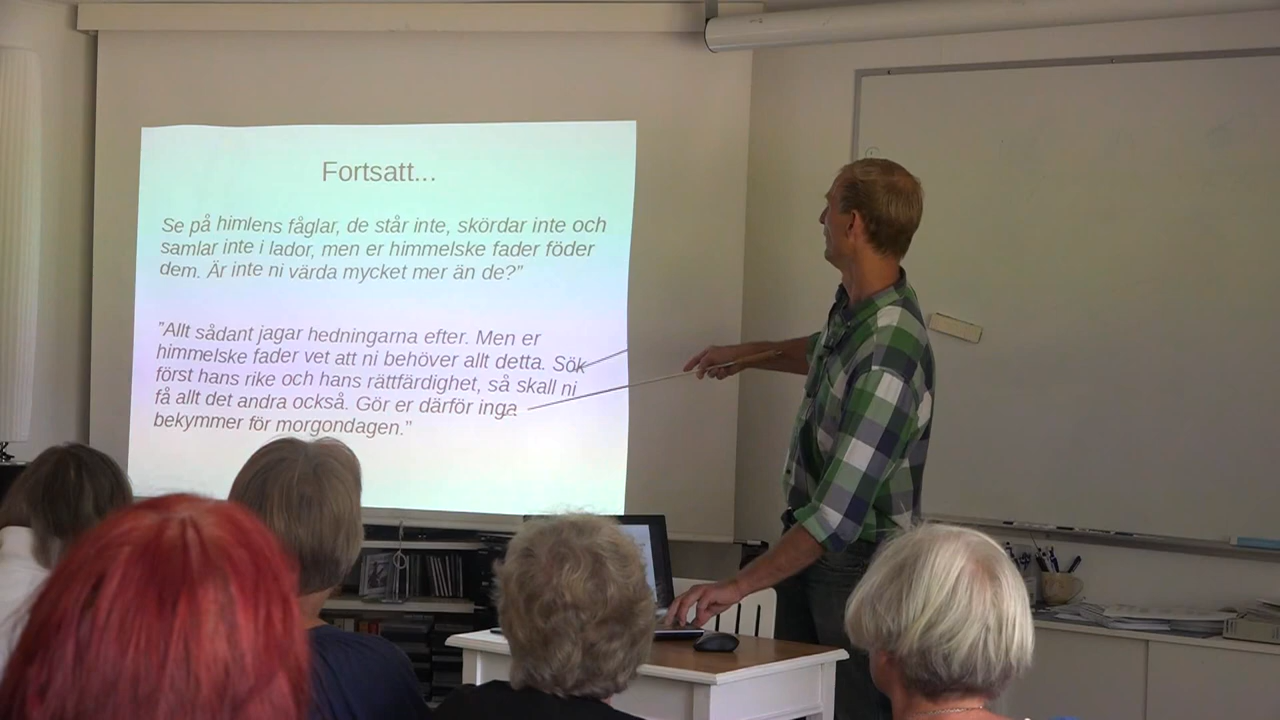 Fortsatt...
Se på himlens fåglar, de står inte, skördar inte och
samlar inte i lador, men er himmelske fader föder
dem. Är inte ni värda mycket mer än de?”
”Allt sådant jagar hedningarna efter. Men er
himmelske fader vet att ni behöver allt detta. Sök
först hans rike och hans rättfärdighet, så skall ni
få allt det andra också. Gör er därför inga
bekymmer för morgondagen.”